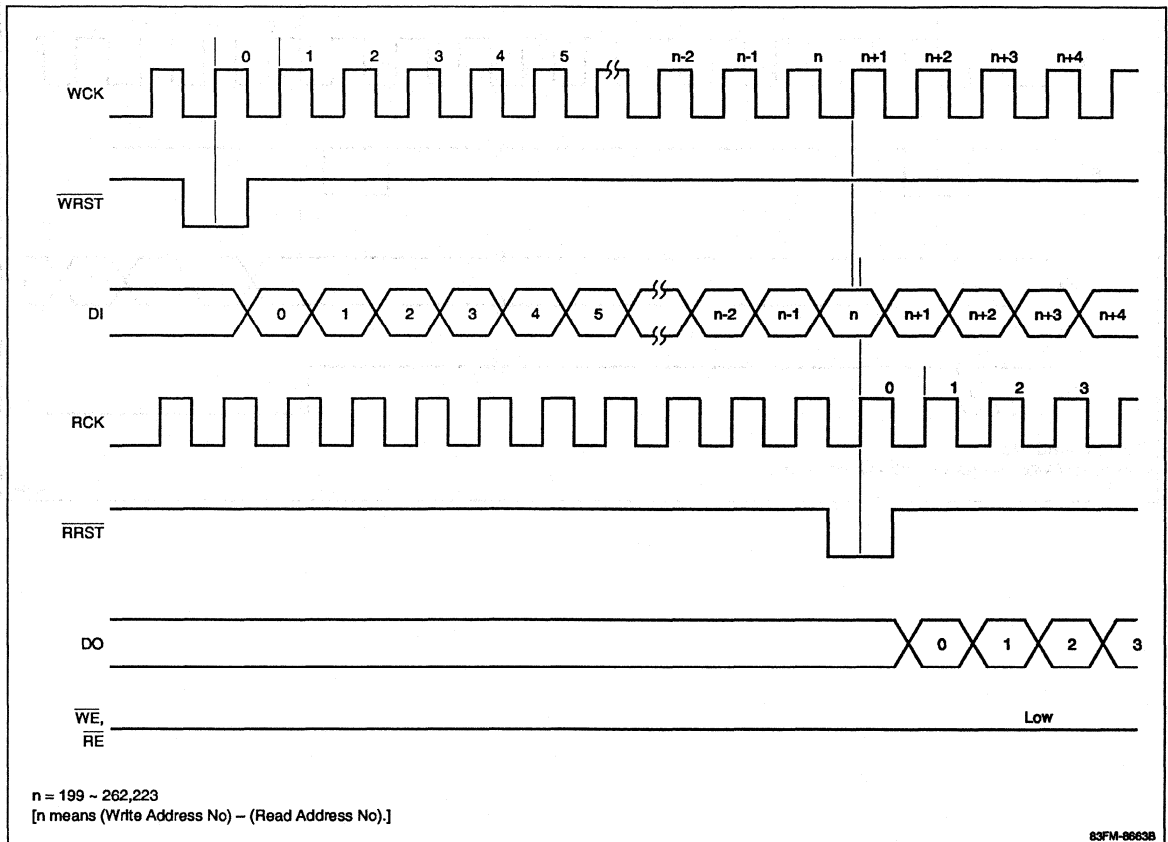 0 1 2 3 4 5 n-2 n-1 n n+1 n+2 n+3 n+4
WCK
WRST
DI 0 1 2 3 4 5 n-2 n-1 n n+1 n+2 n+3 n+4
0 1 2 3
RCK
RRST
DO 0 1 2 3
WE,
RE
Low
n = 199 ~ 262,223
[n means (Write Address No) – (Read Address No).]
83FM-8663B